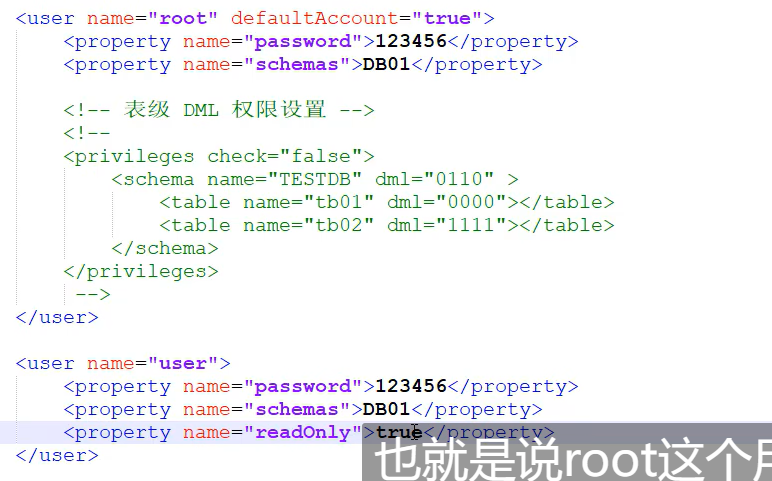 <user name="root" defaultAccount="true">
<property name="password">123456</property>
<property name="schemas">DB01</property>
<!-- 表级 DML 权限设置 -->
<!--
<privileges check="false">
<schema name="TESTDB" dml="0110" >
<table name="tb01" dml="0000"></table>
<table name="tb02" dml="1111"></table>
</schema>
</privileges>
-->
</user>
<user name="user">
<property name="password">123456</property>
<property name="schemas">DB01</property>
<property name="readOnly">true</property>
</user>
也就是说root这个用